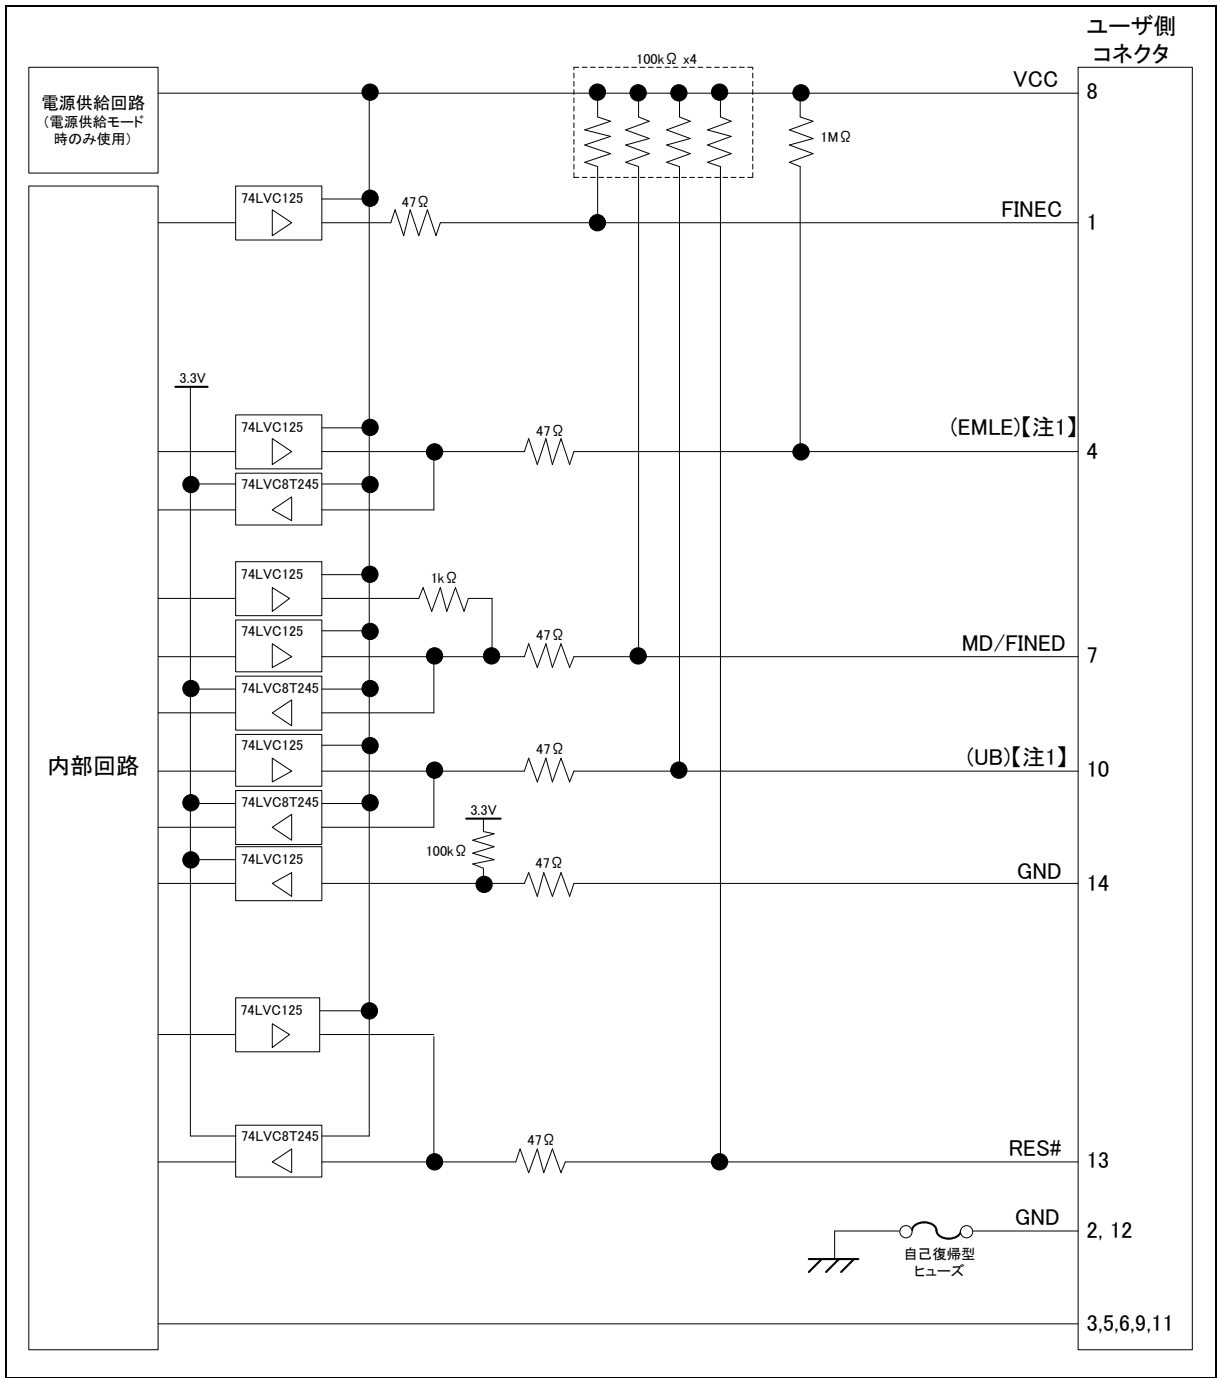 ユーザ側
コネクタ
100kΩ x4
VCC
8
電源供給回路
(電源供給モード
時のみ使用)
1MΩ
74LVC125
47Ω
FINEC
1
3.3V
74LVC125
47Ω
(EMLE)【注1】
4
74LVC8T245
74LVC125
1kΩ
74LVC125
47Ω
MD/FINED
7
74LVC8T245
内部回路
74LVC125
47Ω
(UB)【注1】
10
74LVC8T245
3.3V
100kΩ
74LVC125
47Ω
GND
14
74LVC125
74LVC8T245
47Ω
RES#
13
GND
2, 12
自己復帰型
ヒューズ
3,5,6,9,11